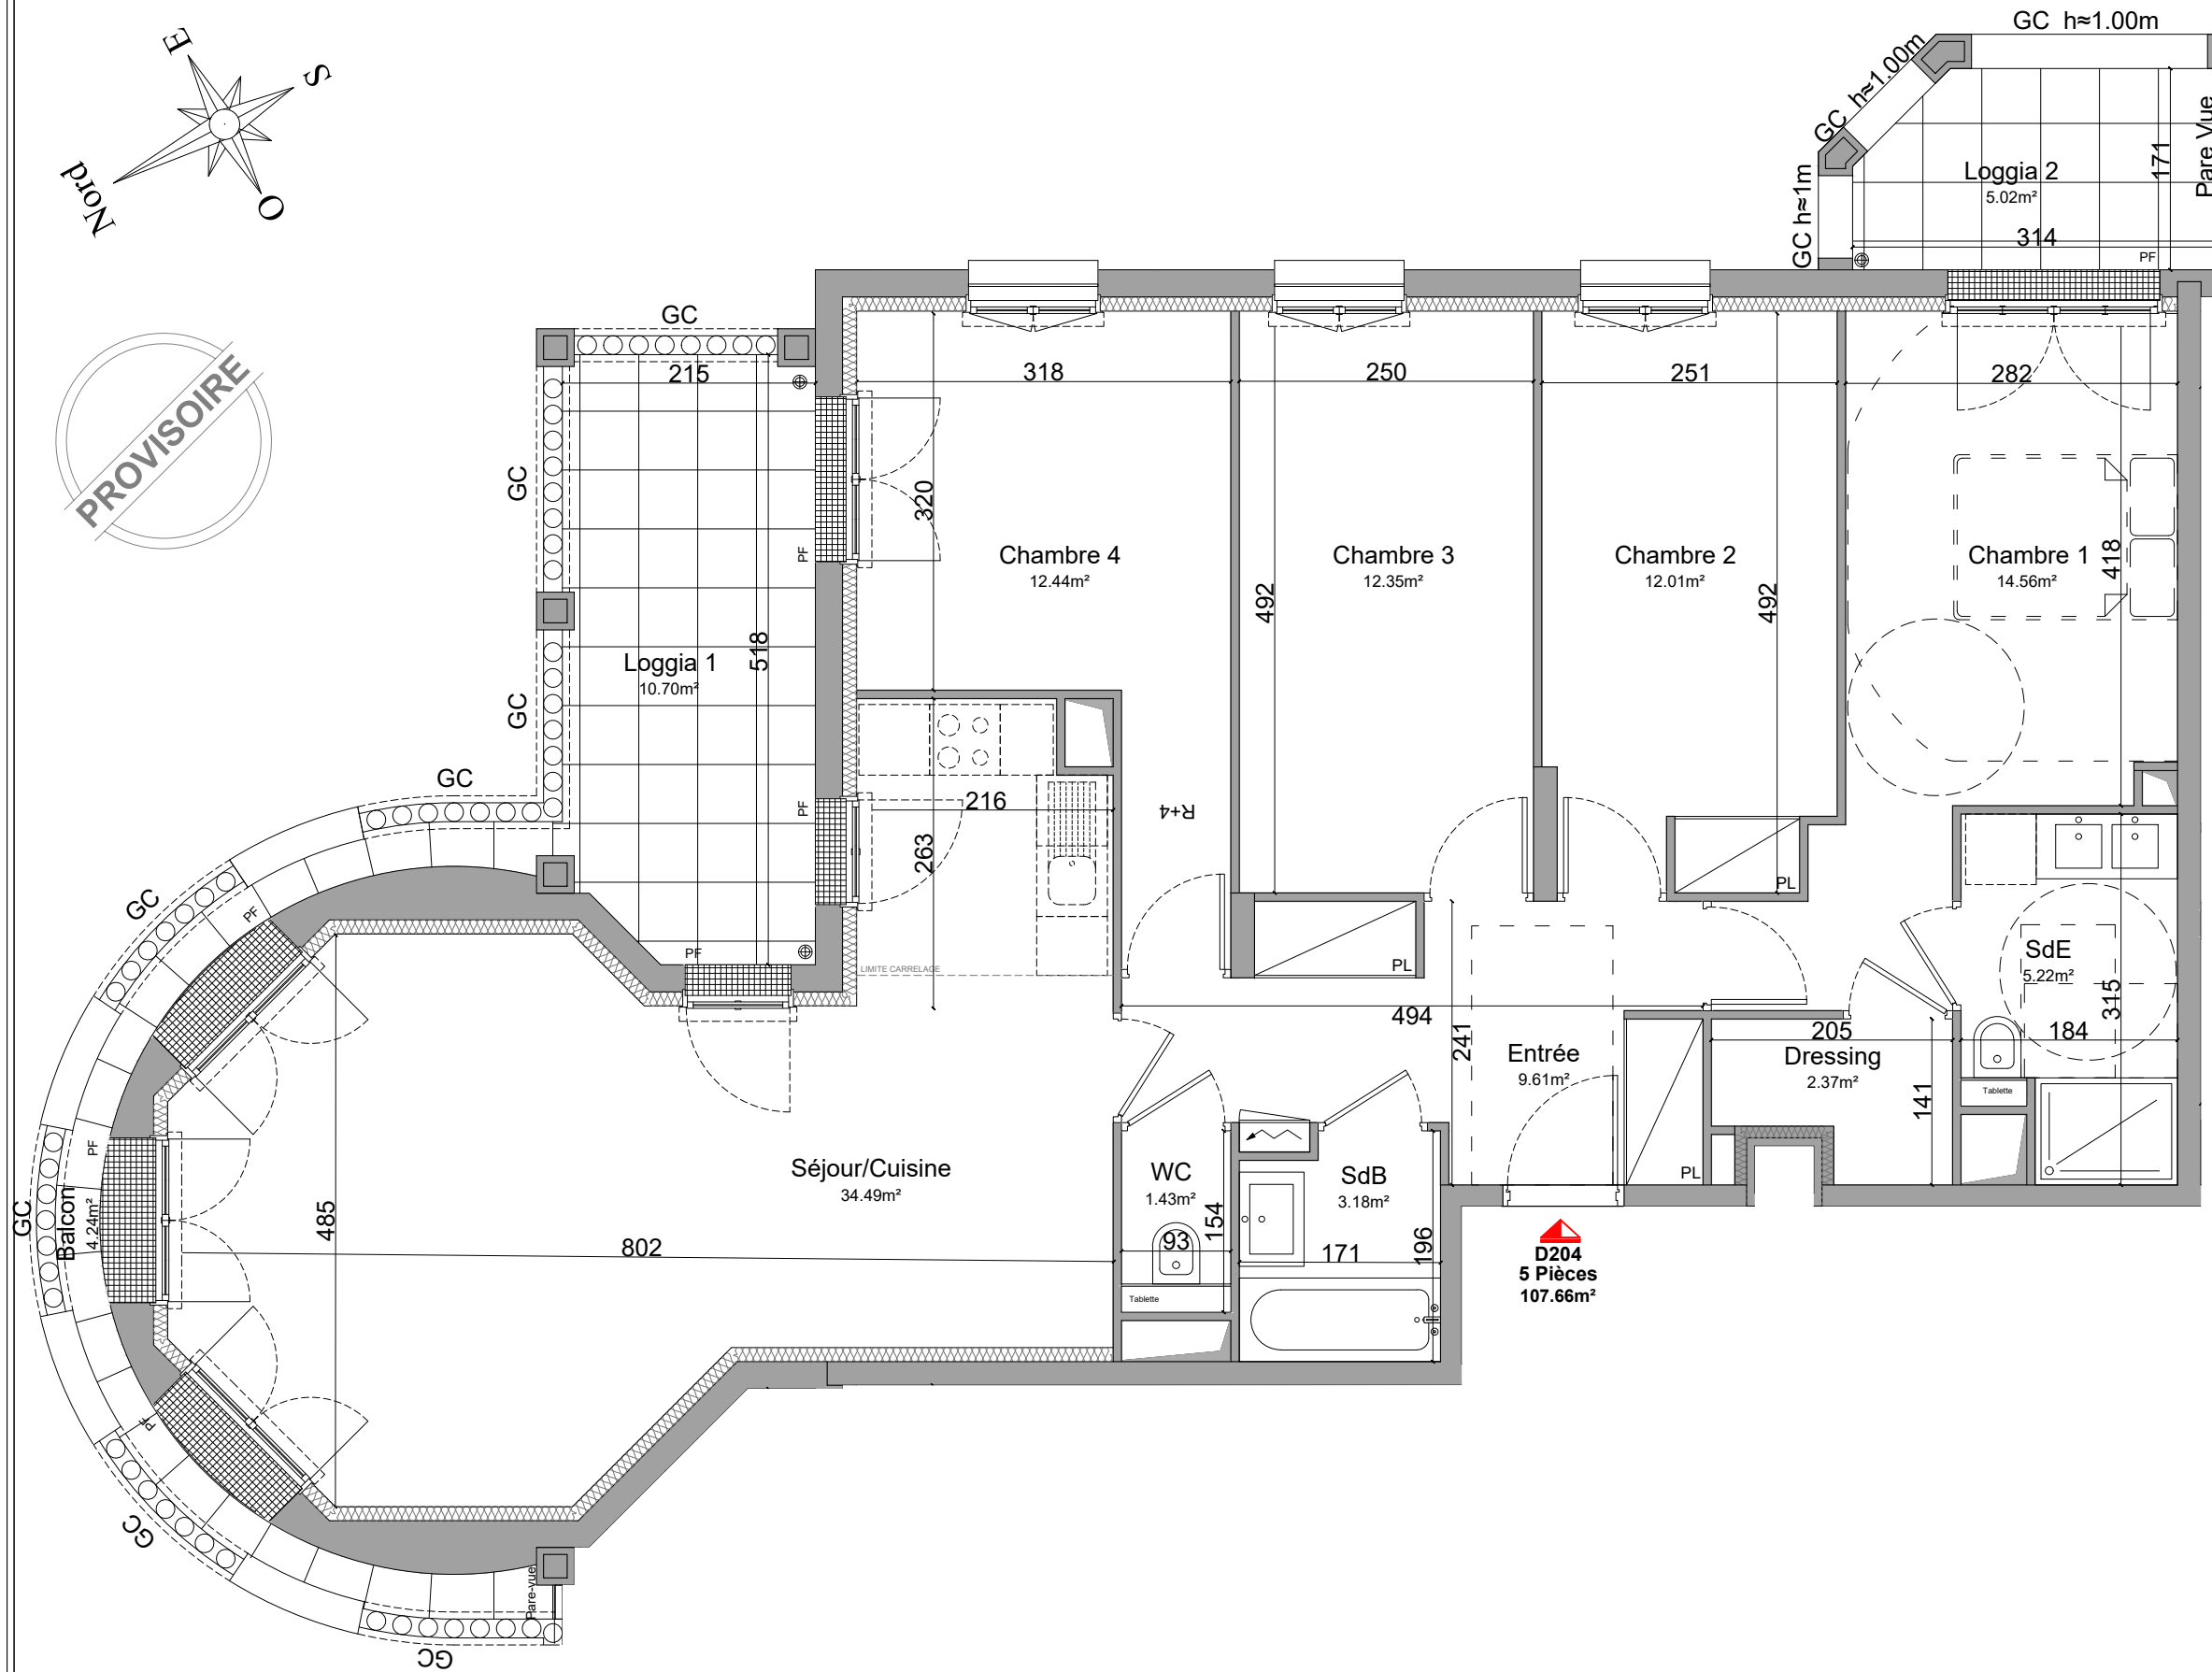 GC h≈1.00m
E
S
GC h≈1.00m
Pare Vue
Loggia 2
5.02m²
171
Nord
O
GC h≈1m
314
PF
GC
PROVISOIRE
215
318
250
251
282
GC
320
PF
Chambre 4
12.44m²
Chambre 3
12.35m²
Chambre 2
12.01m²
Chambre 1
14.56m²
418
492
492
Loggia 1
10.70m²
518
GC
GC
PF
216
R+4
263
GC
PF
PL
PL
PF
LIMITE CARRELAGE
SdE
5.22m²
315
494
241
Entrée
9.61m²
205
Dressing
2.37m²
184
141
Tablette
PF
GC
Balcon
4.24m²
485
Séjour/Cuisine
34.49m²
802
WC
1.43m²
154
93
Tablette
SdB
3.18m²
171
196
PL
D204
5 Pièces
107.66m²
PF
GC
Pare-vue
GC